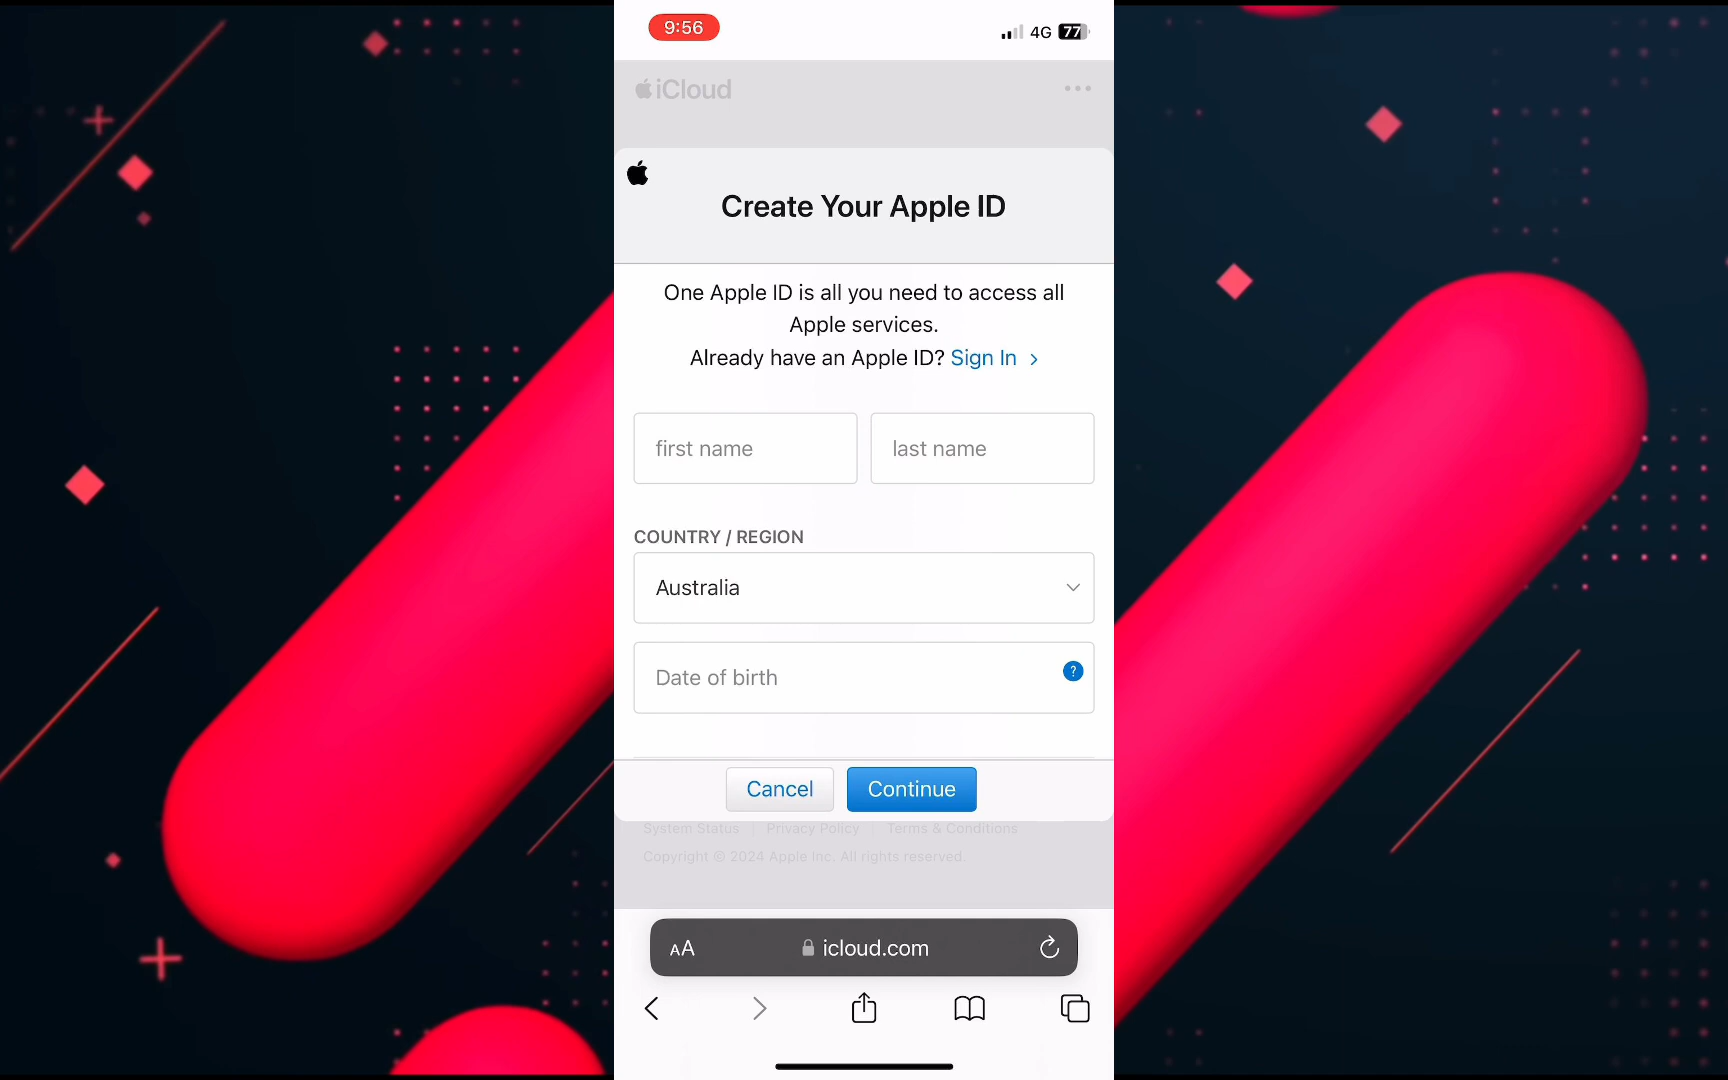 9:56
4G 77
iCloud
Create Your Apple ID
One Apple ID is all you need to access all
Apple services.
Already have an Apple ID? Sign In >
first name
last name
COUNTRY / REGION
Australia
Date of birth
?
Cancel
Continue
System Status | Privacy Policy | Terms & Conditions
Copyright © 2024 Apple Inc. All rights reserved.
AA
icloud.com